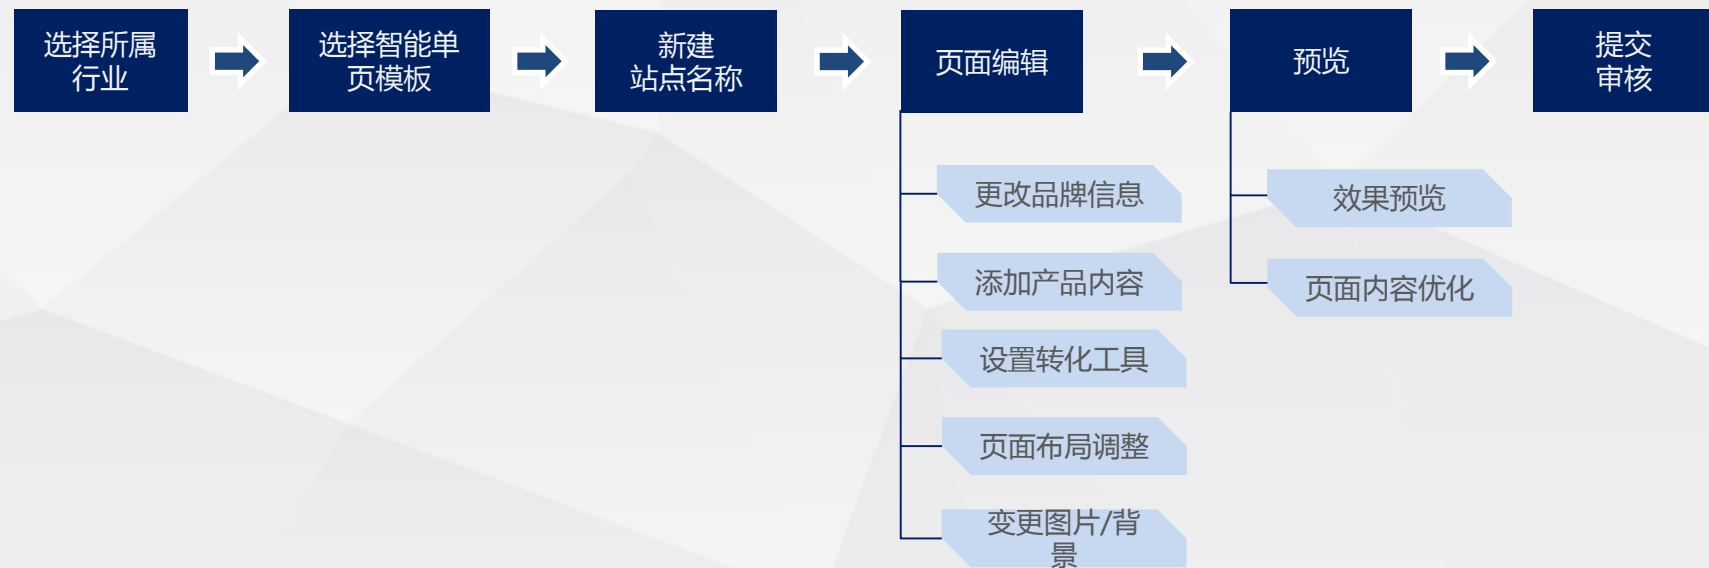 选择所属
行业
选择智能单
页模板
新建
站点名称
页面编辑
预览
提交
审核
更改品牌信息
添加产品内容
设置转化工具
页面布局调整
变更图片/背
景
效果预览
页面内容优化